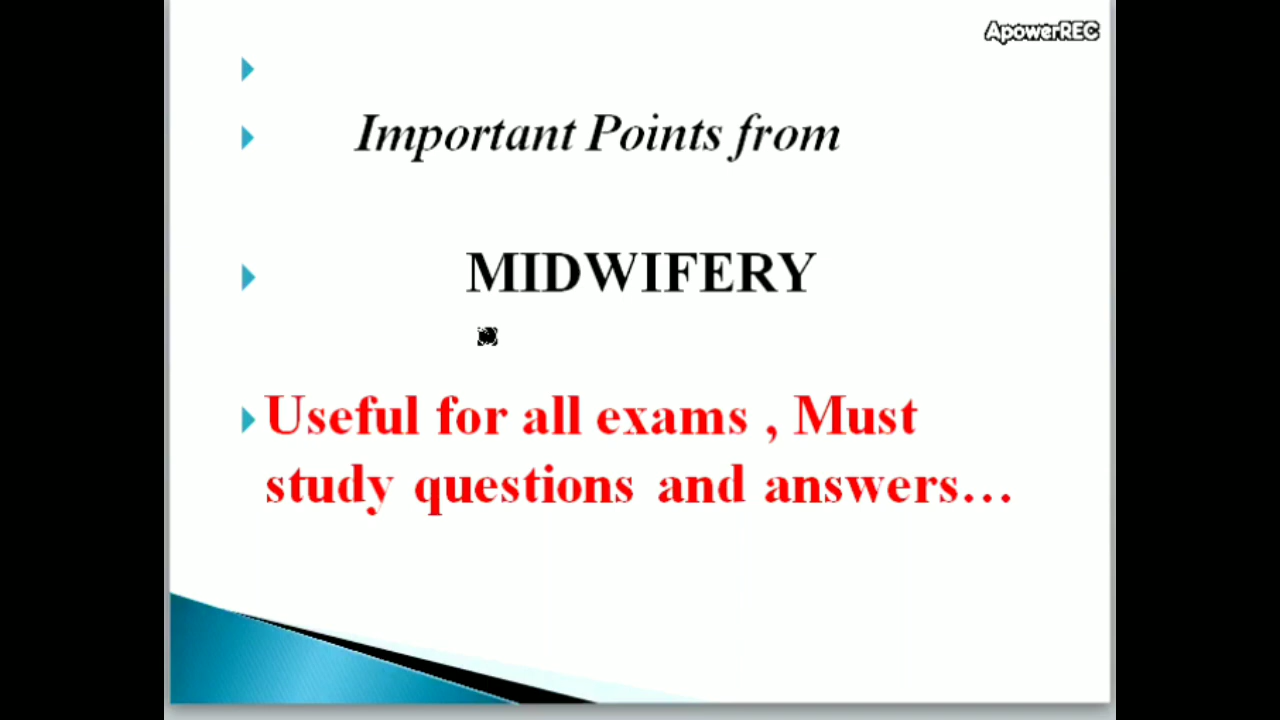 ApowerREC
Important Points from
MIDWIFERY
Useful for all exams , Must
study questions and answers...